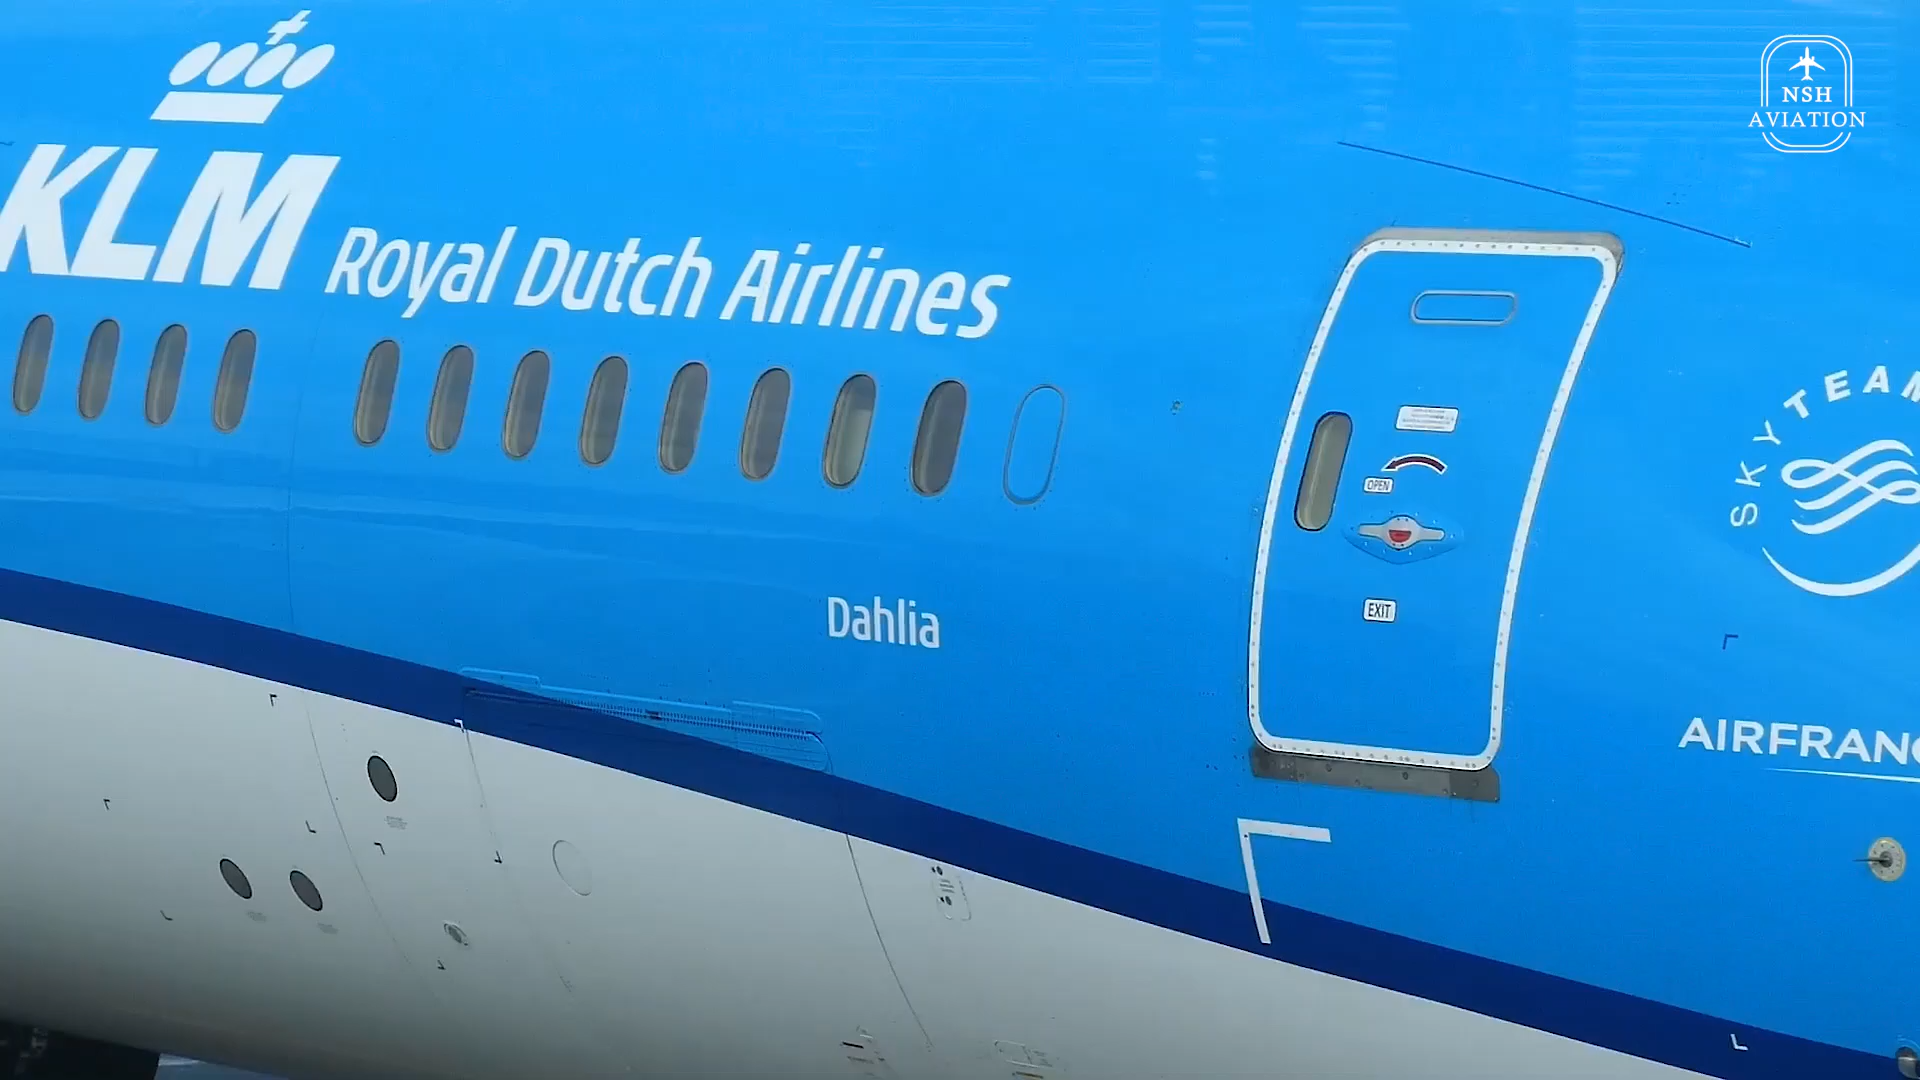 NSH
AVIATION
KLM
Royal Dutch Airlines
SKYTEAM
OPEN
EXIT
Dahlia
AIRFRANC